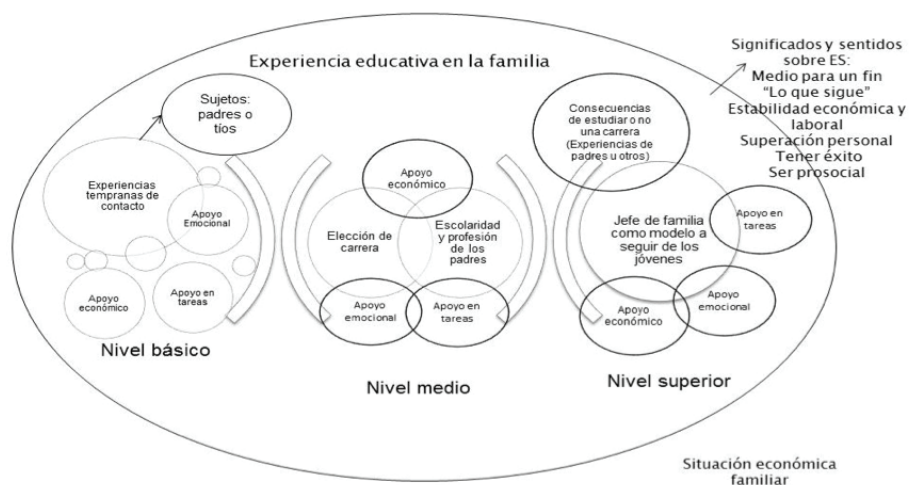 Experiencia educativa en la familia
Significados y sentidos
sobre ES:
Medio para un fin
“Lo que sigue”
Estabilidad económica y
laboral
Superación personal
Tener éxito
Ser prosocial
Sujetos:
padres o
tíos
Experiencias
tempranas de
contacto
Apoyo
Emocional
Apoyo
económico
Apoyo en
tareas
Nivel básico
Apoyo
económico
Elección de
carrera
Escolaridad
y profesión
de los
padres
Apoyo
emocional
Apoyo en
tareas
Nivel medio
Consecuencias
de estudiar o no
una carrera
(Experiencias de
padres u otros)
Jefe de familia
como modelo a
seguir de los
jóvenes
Apoyo en
tareas
Apoyo
económico
Apoyo
emocional
Nivel superior
Situación económica
familiar